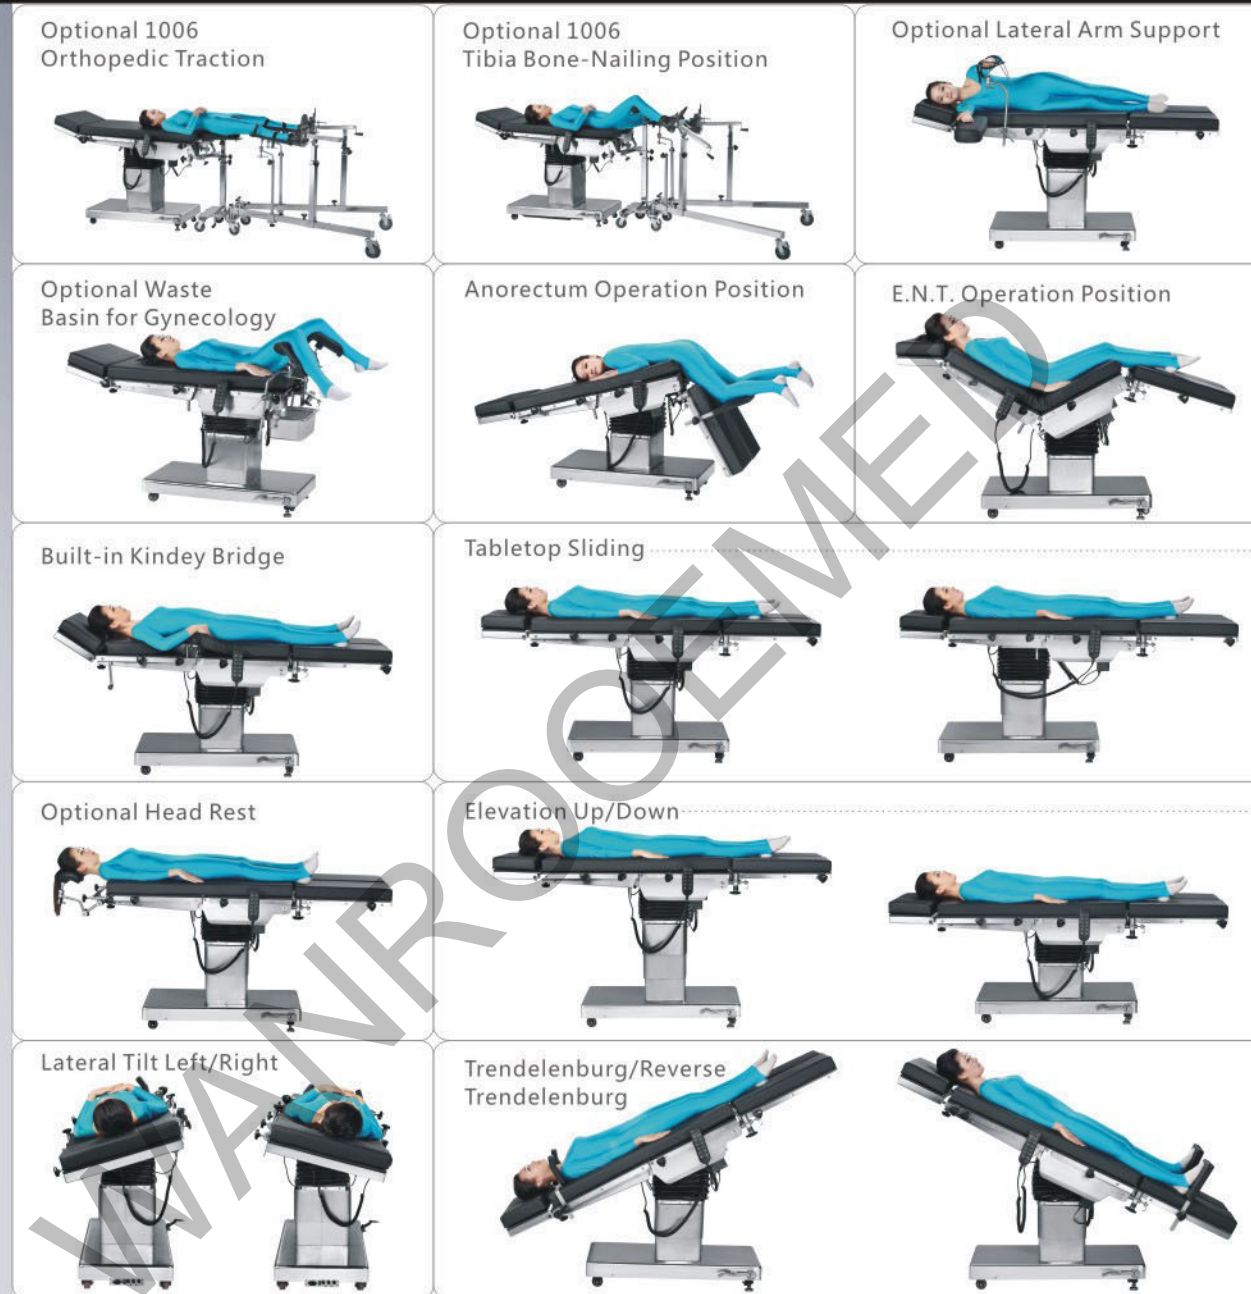 Optional 1006
Orthopedic Traction
Optional 1006
Tibia Bone-Nailing Position
Optional Lateral Arm Support
Optional Waste
Basin for Gynecology
Anorectum Operation Position
E.N.T. Operation Position
Built-in Kindey Bridge
Tabletop Sliding
Optional Head Rest
Elevation Up/Down
Lateral Tilt Left/Right
Trendelenburg/Reverse
Trendelenburg
WANROOEMED